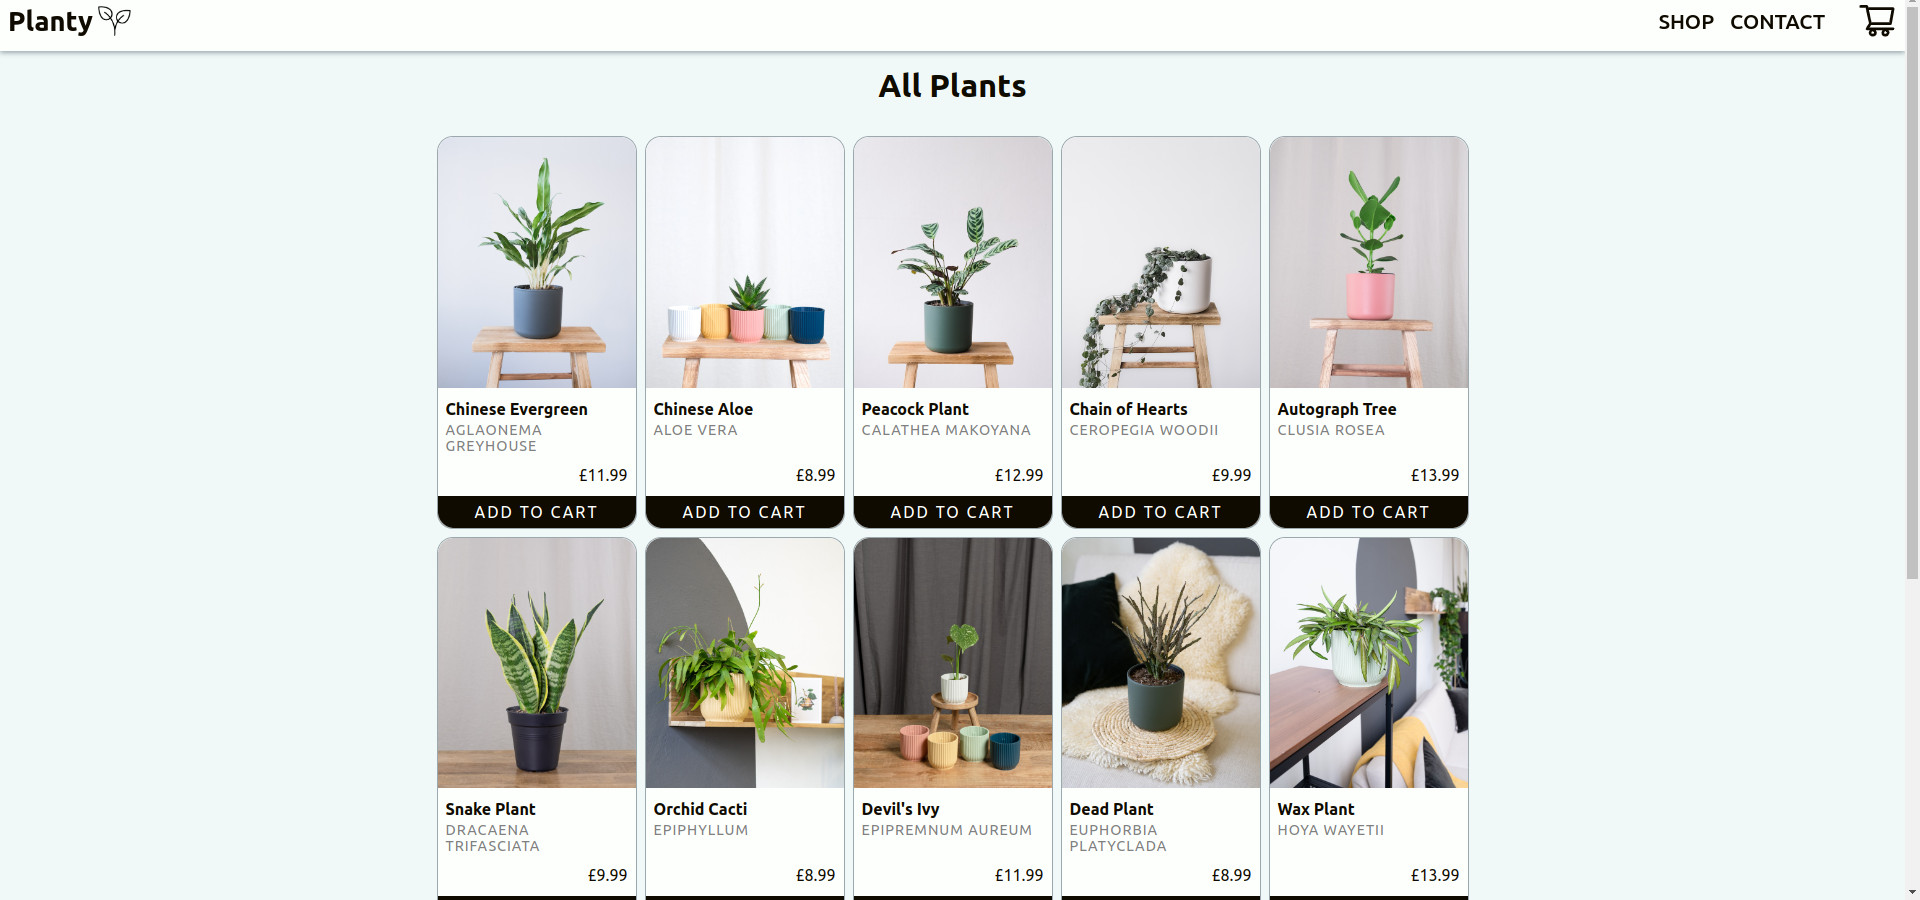 Planty
SHOP CONTACT
All Plants
Chinese Evergreen
AGLAONEMA
GREYHOUSE
£11.99
ADD TO CART
Chinese Aloe
ALOE VERA
£8.99
ADD TO CART
Peacock Plant
CALATHEA MAKOYANA
£12.99
ADD TO CART
Chain of Hearts
CEROPEGIA WOODII
£9.99
ADD TO CART
Autograph Tree
CLUSIA ROSEA
£13.99
ADD TO CART
Snake Plant
DRACAENA
TRIFASCIATA
£9.99
Orchid Cacti
EPIPHYLLUM
£8.99
Devil's Ivy
EPIPREMNUM AUREUM
£11.99
Dead Plant
EUPHORBIA
PLATYCLADA
£8.99
Wax Plant
HOYA WAYETII
£13.99